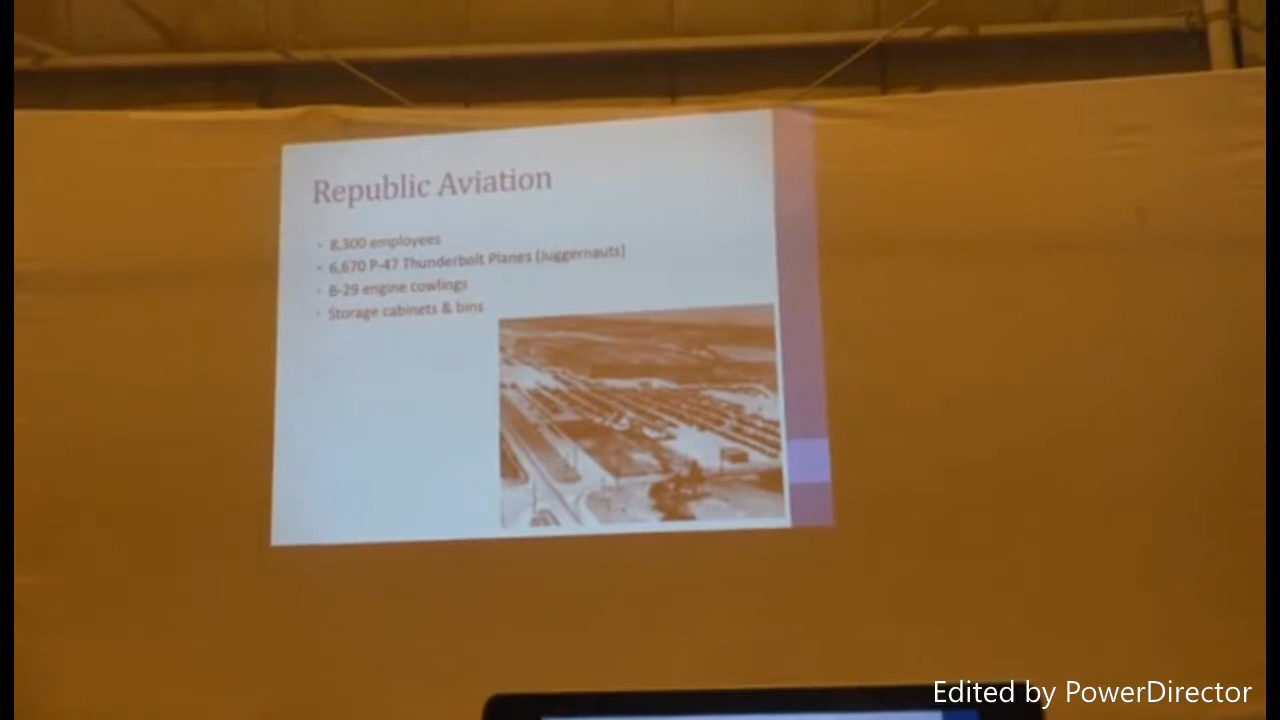 Republic Aviation
• 8,300 employees
• 6,670 P-47 Thunderbolt Planes (Juggernauts)
• B-29 engine cowlings
• Storage cabinets & bins
Edited by PowerDirector